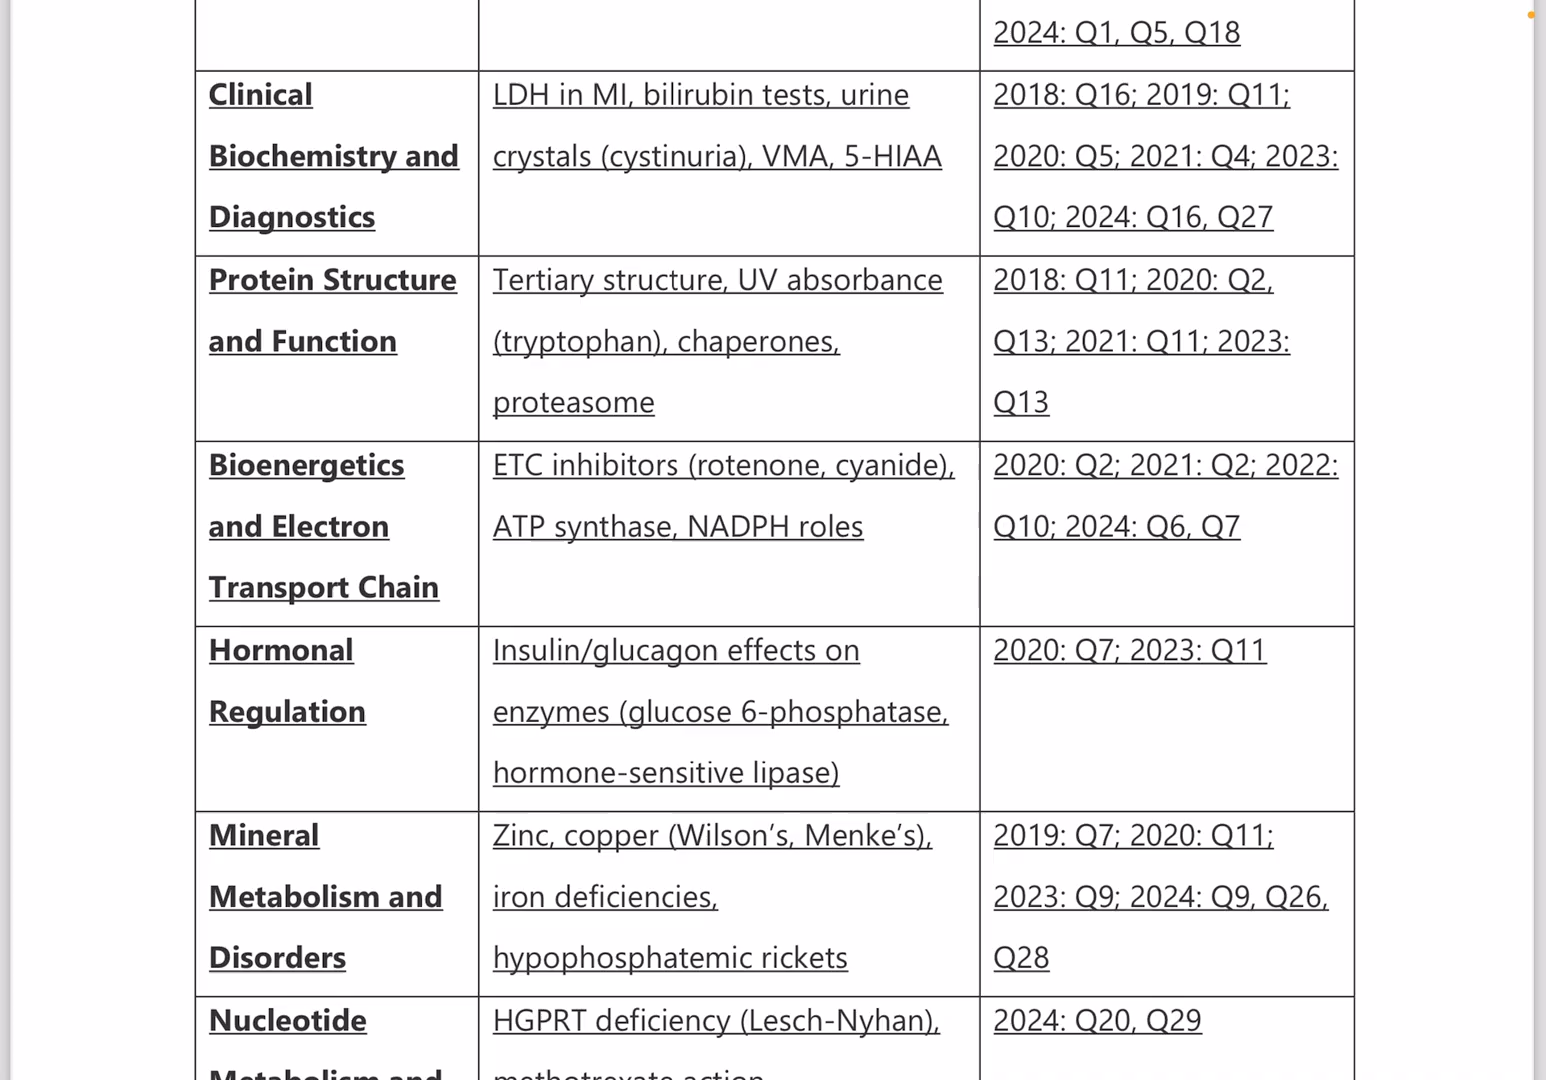 2024: Q1, Q5, Q18
Clinical
Biochemistry and
Diagnostics
LDH in MI, bilirubin tests, urine
crystals (cystinuria), VMA, 5-HIAA
2018: Q16; 2019: Q11;
2020: Q5; 2021: Q4; 2023:
Q10; 2024: Q16, Q27
Protein Structure
and Function
Tertiary structure, UV absorbance
(tryptophan), chaperones,
proteasome
2018: Q11; 2020: Q2,
Q13; 2021: Q11; 2023:
Q13
Bioenergetics
and Electron
Transport Chain
ETC inhibitors (rotenone, cyanide),
ATP synthase, NADPH roles
2020: Q2; 2021: Q2; 2022:
Q10; 2024: Q6, Q7
Hormonal
Regulation
Insulin/glucagon effects on
enzymes (glucose 6-phosphatase,
hormone-sensitive lipase)
2020: Q7; 2023: Q11
Mineral
Metabolism and
Disorders
Zinc, copper (Wilson’s, Menke’s),
iron deficiencies,
hypophosphatemic rickets
2019: Q7; 2020: Q11;
2023: Q9; 2024: Q9, Q26,
Q28
Nucleotide
Metabolism and
HGPRT deficiency (Lesch-Nyhan),
methotrexate action
2024: Q20, Q29